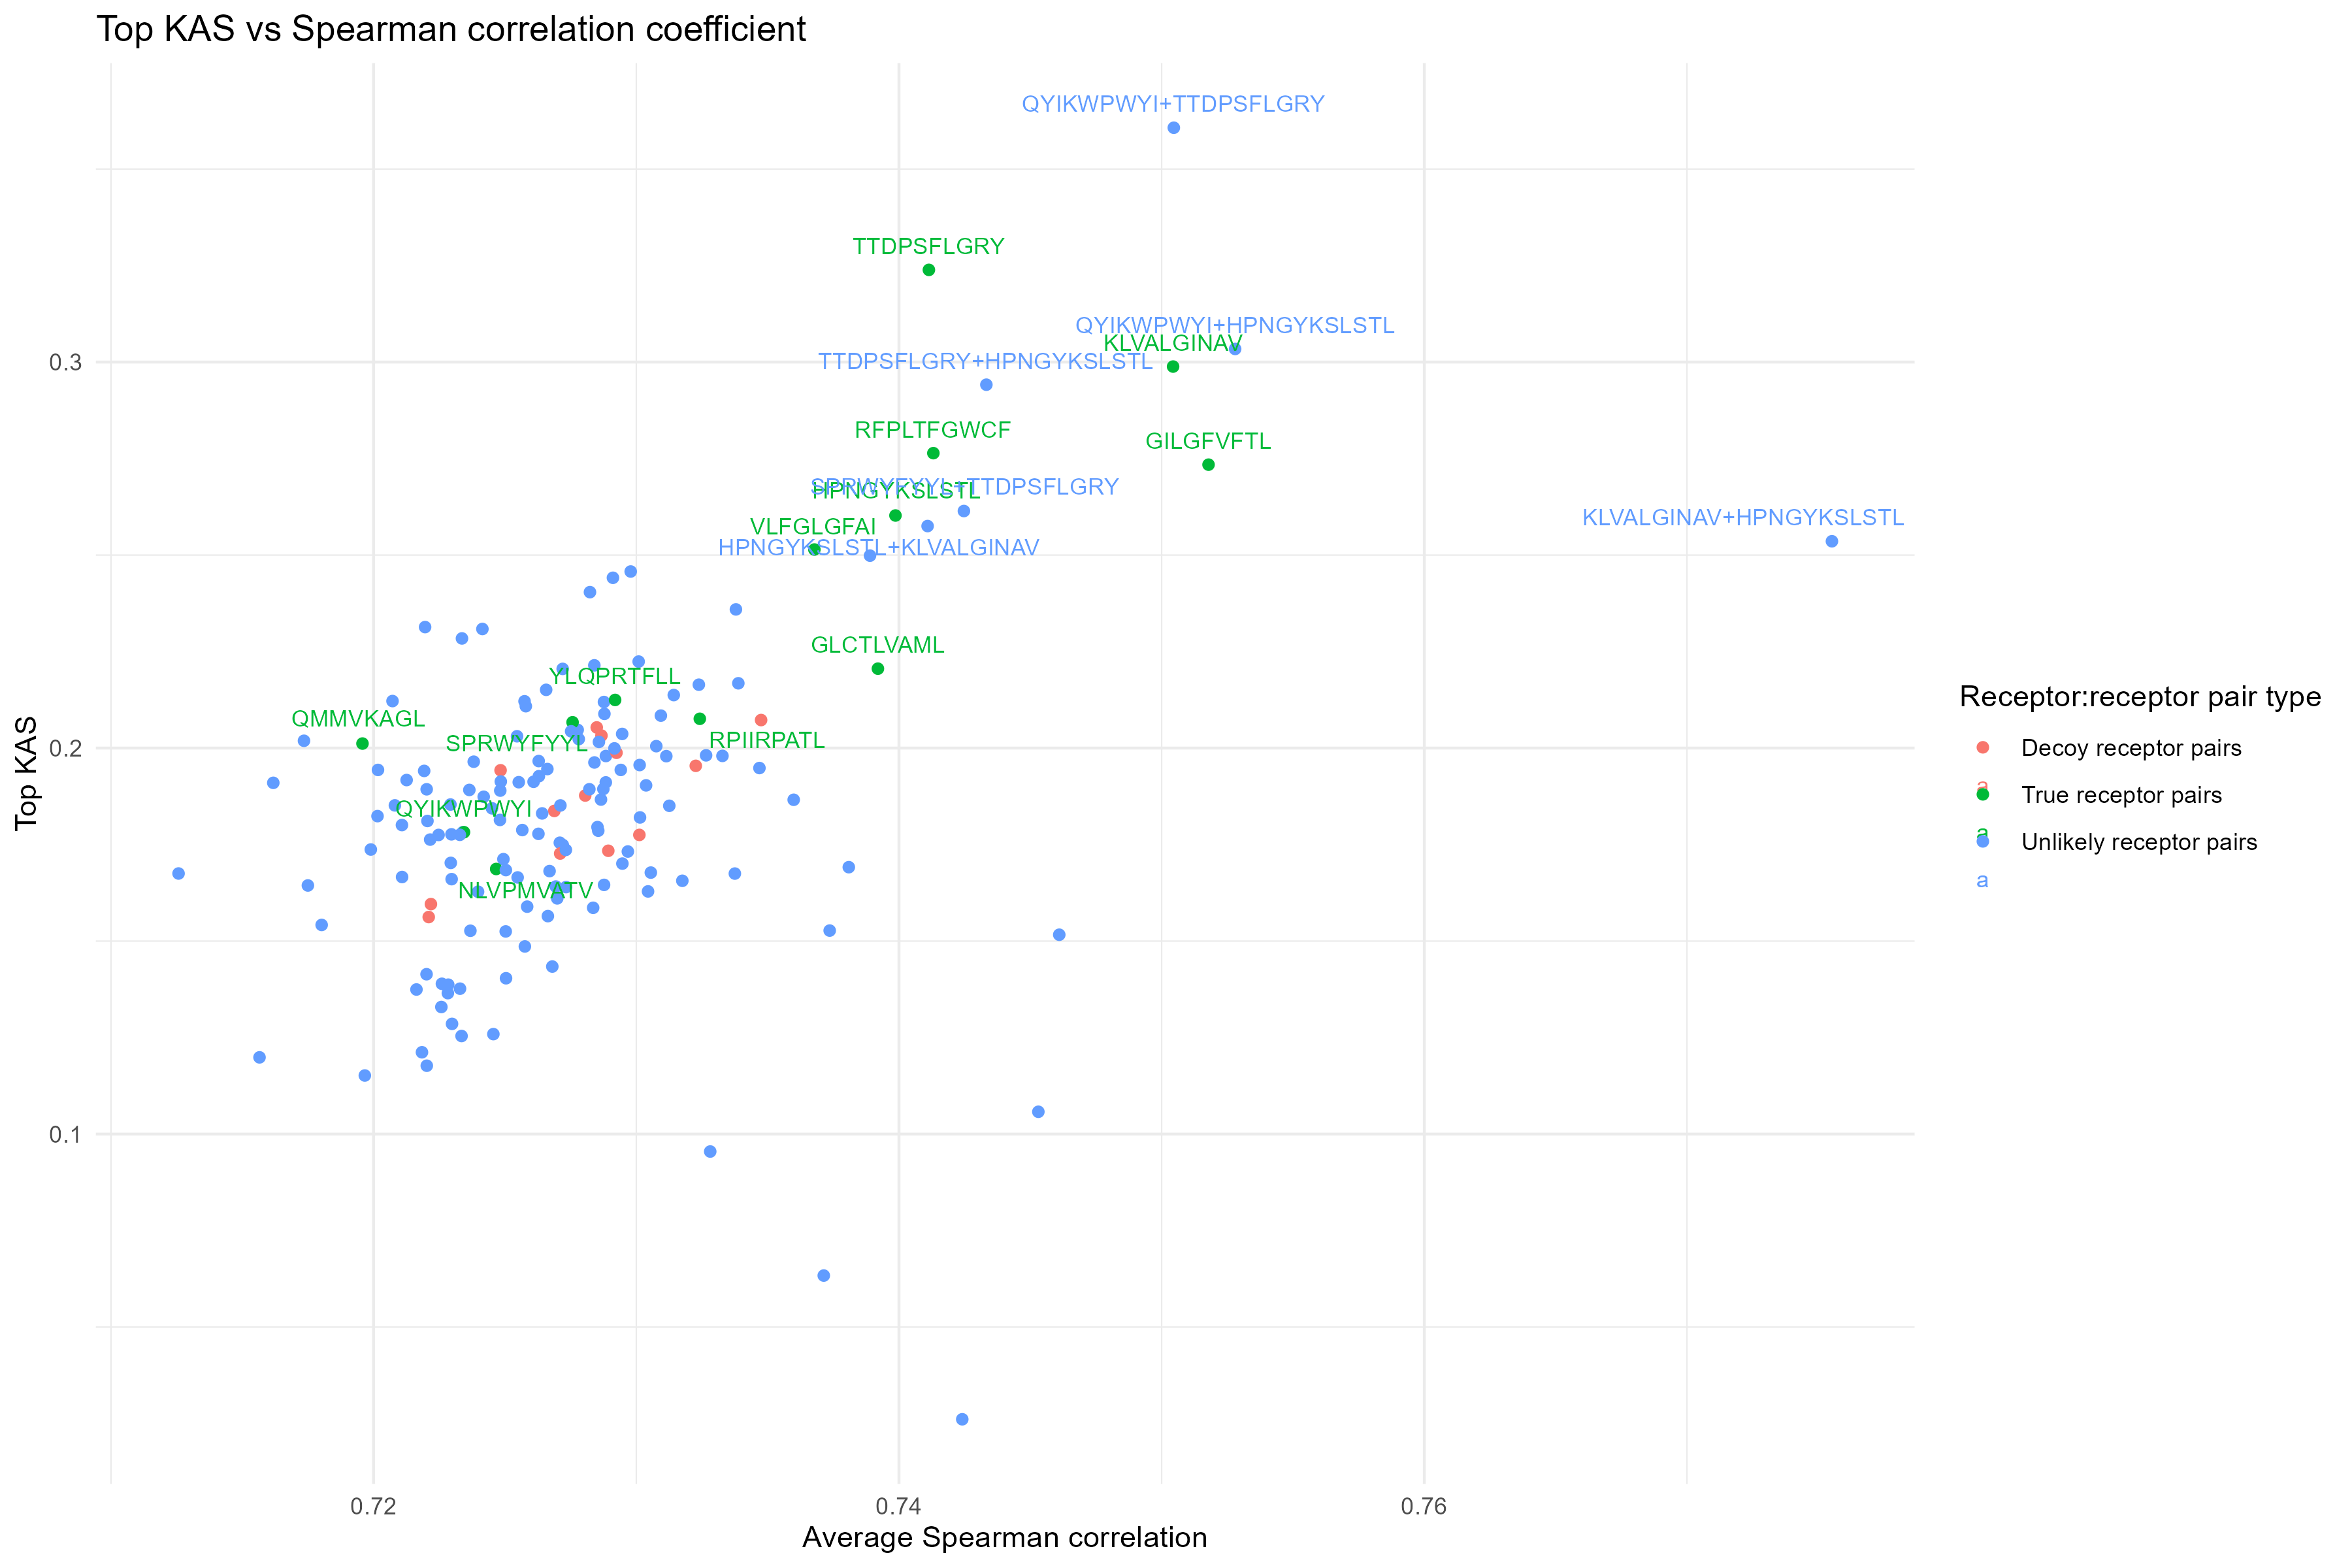 Top KAS vs Spearman correlation coefficient
QYIKWPWYI+TTDPSFLGRY
TTDPSFLGRY
QYIKWPWYI+HPNGYKSLSTL
KLVALGINAV
TTDPSFLGRY+HPNGYKSLSTL
0.3
RFPLTFGWCF
GILGFVFTL
SPRWYFYYL+TTDPSFLGRY
HPNGYKSLSTL
KLVALGINAV+HPNGYKSLSTL
VLFGLGFAI
HPNGYKSLSTL+KLVALGINAV
GLCTLVAML
YLQPRTFLL
QMMVKAGL
RPIIRPATL
SPRWYFYYL
0.2
QYIKWPWYI
NLVPMVATV
0.1
Top KAS
0.72
0.74
0.76
Average Spearman correlation
Receptor:receptor pair type
Decoy receptor pairs
a
True receptor pairs
a
Unlikely receptor pairs
a